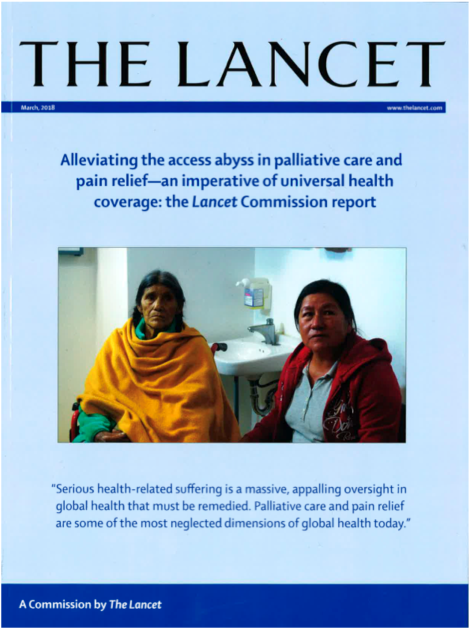 THE LANCET
March, 2018 www.thelancet.com
Alleviating the access abyss in palliative care and
pain relief—an imperative of universal health
coverage: the Lancet Commission report
“Serious health-related suffering is a massive, appalling oversight in
global health that must be remedied. Palliative care and pain relief
are some of the most neglected dimensions of global health today.”
A Commission by The Lancet